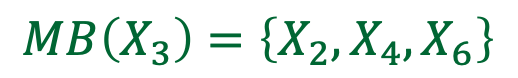 MB(X₃) = {X₂, X₄, X₆}